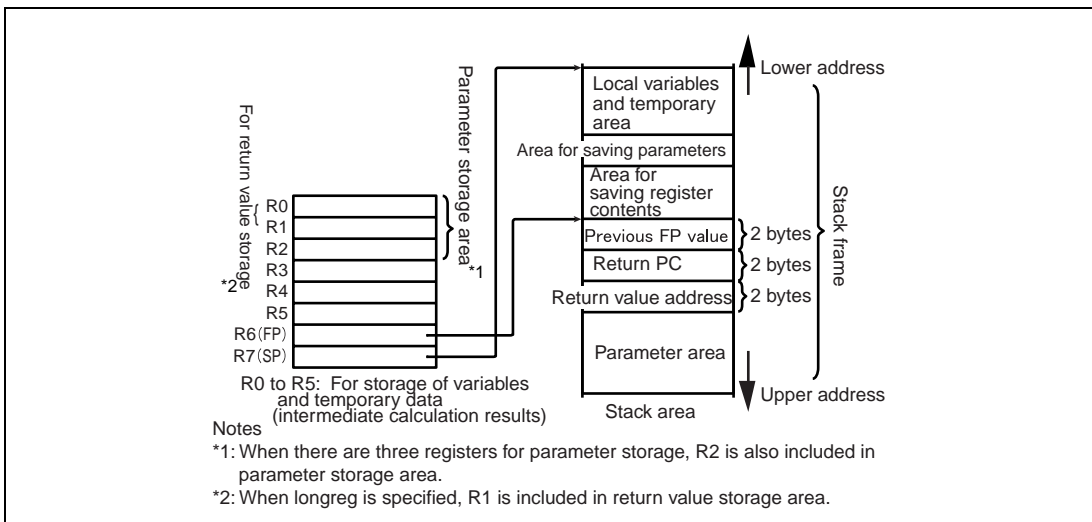 For return value storage
*2
R0
R1
R2
R3
R4
R5
R6(FP)
R7(SP)
Parameter storage area
*1
R0 to R5: For storage of variables
and temporary data
(intermediate calculation results)
Lower address
Local variables
and temporary
area
Area for saving parameters
Area for
saving register
contents
Previous FP value
2 bytes
Return PC
2 bytes
Return value address
2 bytes
Parameter area
Stack frame
Upper address
Stack area
Notes
*1: When there are three registers for parameter storage, R2 is also included in
parameter storage area.
*2: When longreg is specified, R1 is included in return value storage area.